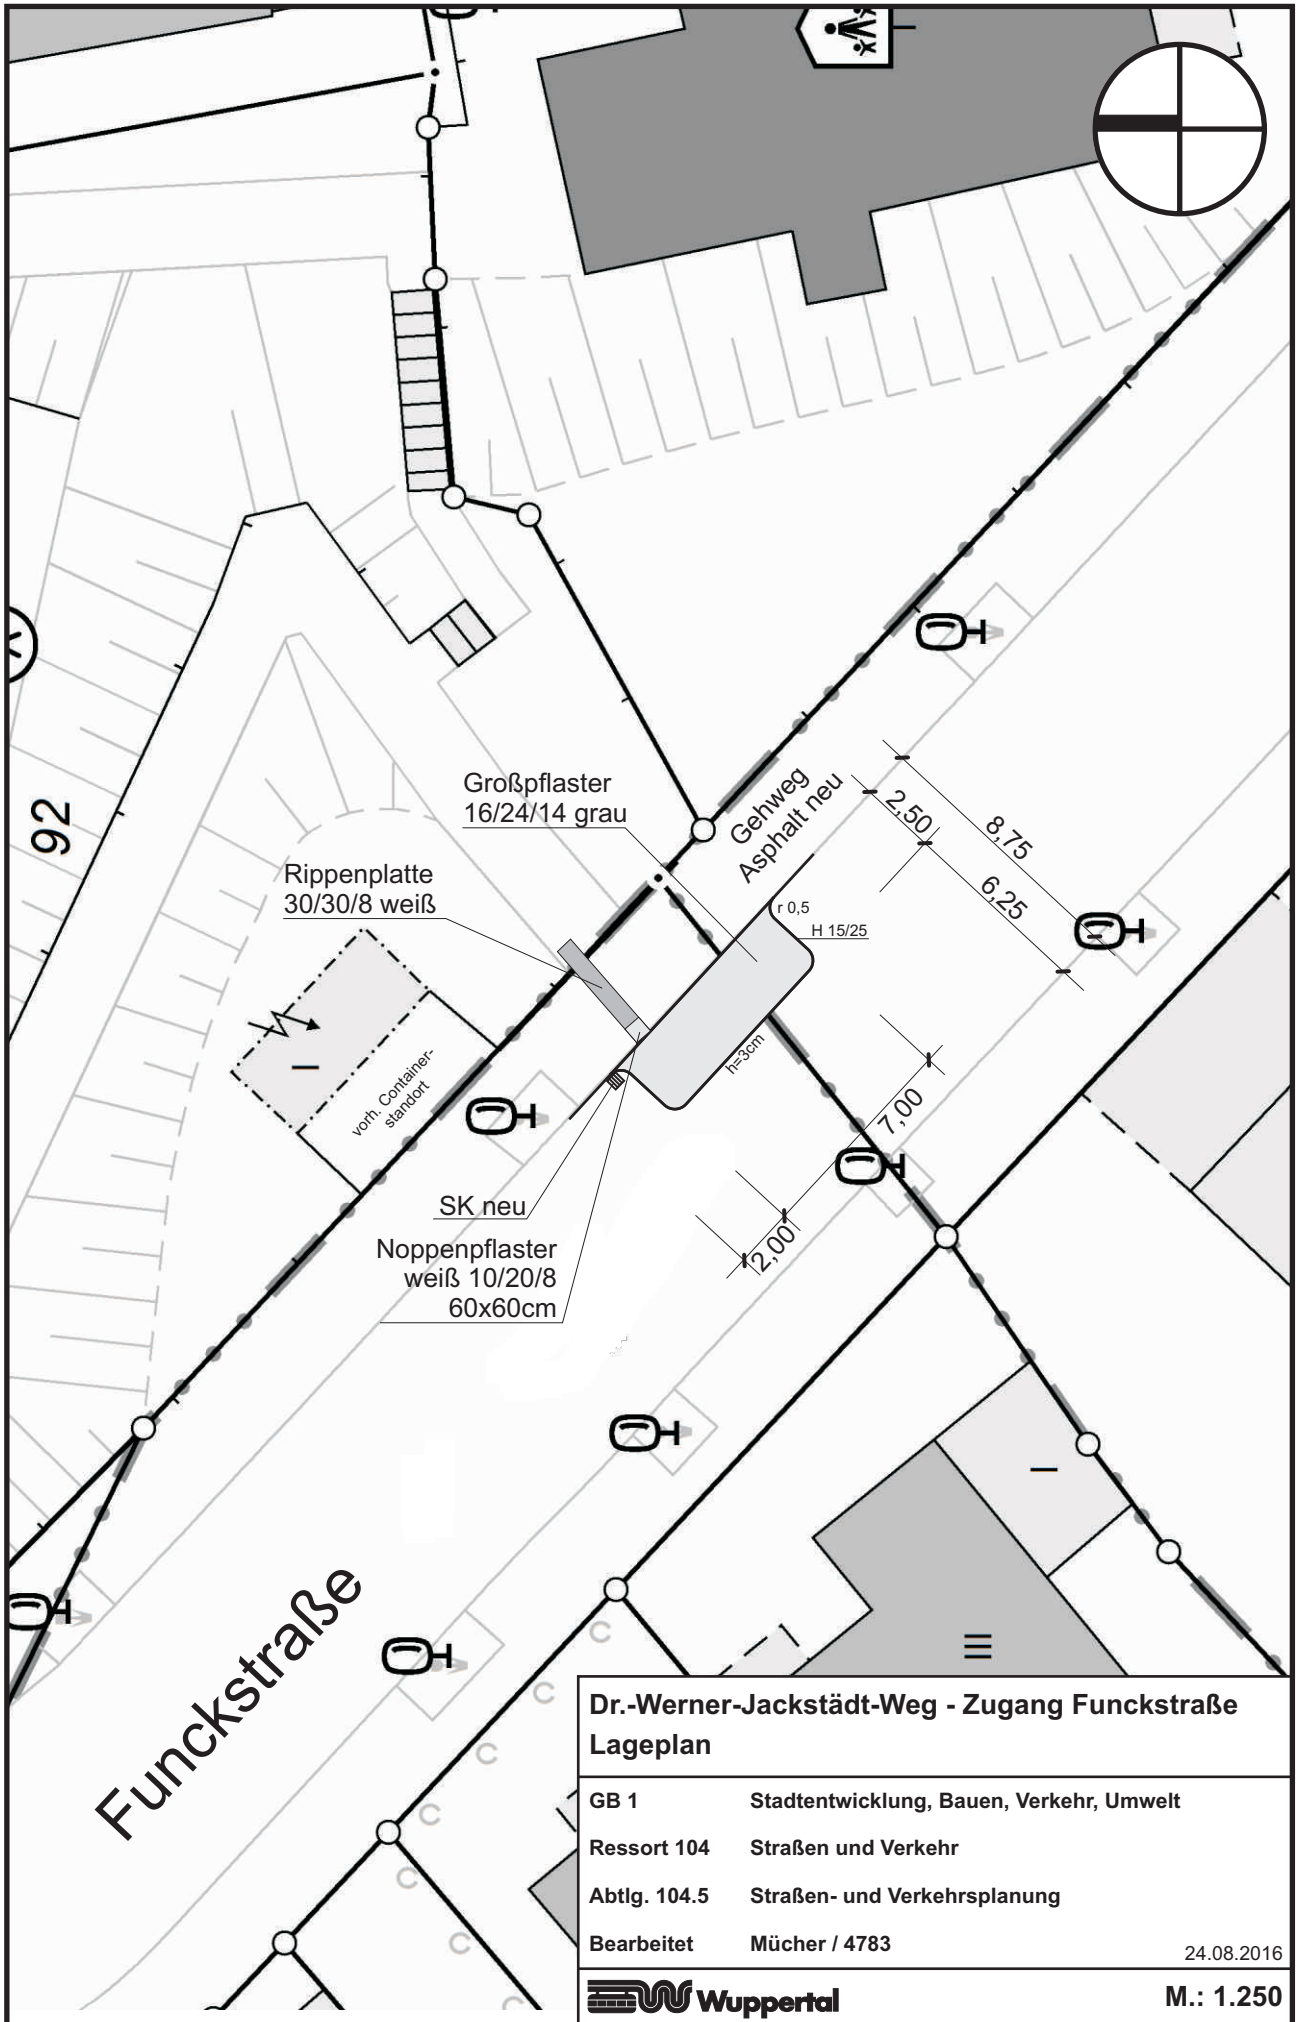 92
Großpflaster
16/24/14 grau
Gehweg
Asphalt neu
2,50
8,75
6,25
Rippenplatte
30/30/8 weiß
r 0,5
H 15/25
h=3cm
vorh. Container-
standort
7,00
2,00
SK neu
Noppenpflaster
weiß 10/20/8
60x60cm
Funckstraße
I
I
III
Dr.-Werner-Jackstädt-Weg - Zugang Funckstraße
Lageplan
GB 1 Stadtentwicklung, Bauen, Verkehr, Umwelt
Ressort 104 Straßen und Verkehr
Abtlg. 104.5 Straßen- und Verkehrsplanung
Bearbeitet Mücher / 4783
24.08.2016
Wuppertal
M.: 1.250